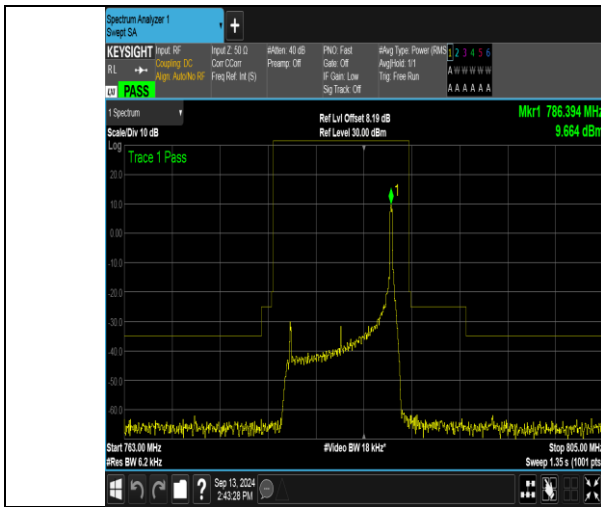 Spectrum Analyzer 1
Swept SA
+
KEYSIGHT Input: RF Input Z: 50 Ω #Atten: 40 dB PNO: Fast #Avg Type: Power (RMS 1 2 3 4 5 6
RL Coupling: DC Corr CCorr Preamp: Off Gate: Off Avg|Hold: 1/1 A W W W W W
Align: Auto/No RF Freq Ref: Int (S) IF Gain: Low Trig: Free Run
Sig Track: Off A A A A A A
LXI PASS
1 Spectrum Ref Lvl Offset 8.19 dB Mkr1 786.394 MHz
Scale/Div 10 dB Ref Level 30.00 dBm 9.664 dBm
Log
Trace 1 Pass
20.0
1
10.0
0.00
-10.0
-20.0
-30.0
-40.0
-50.0
-60.0
Start 763.00 MHz #Video BW 18 kHz* Stop 805.00 MHz
#Res BW 6.2 kHz Sweep 1.35 s (1001 pts
? Sep 13, 2024
2:43:28 PM